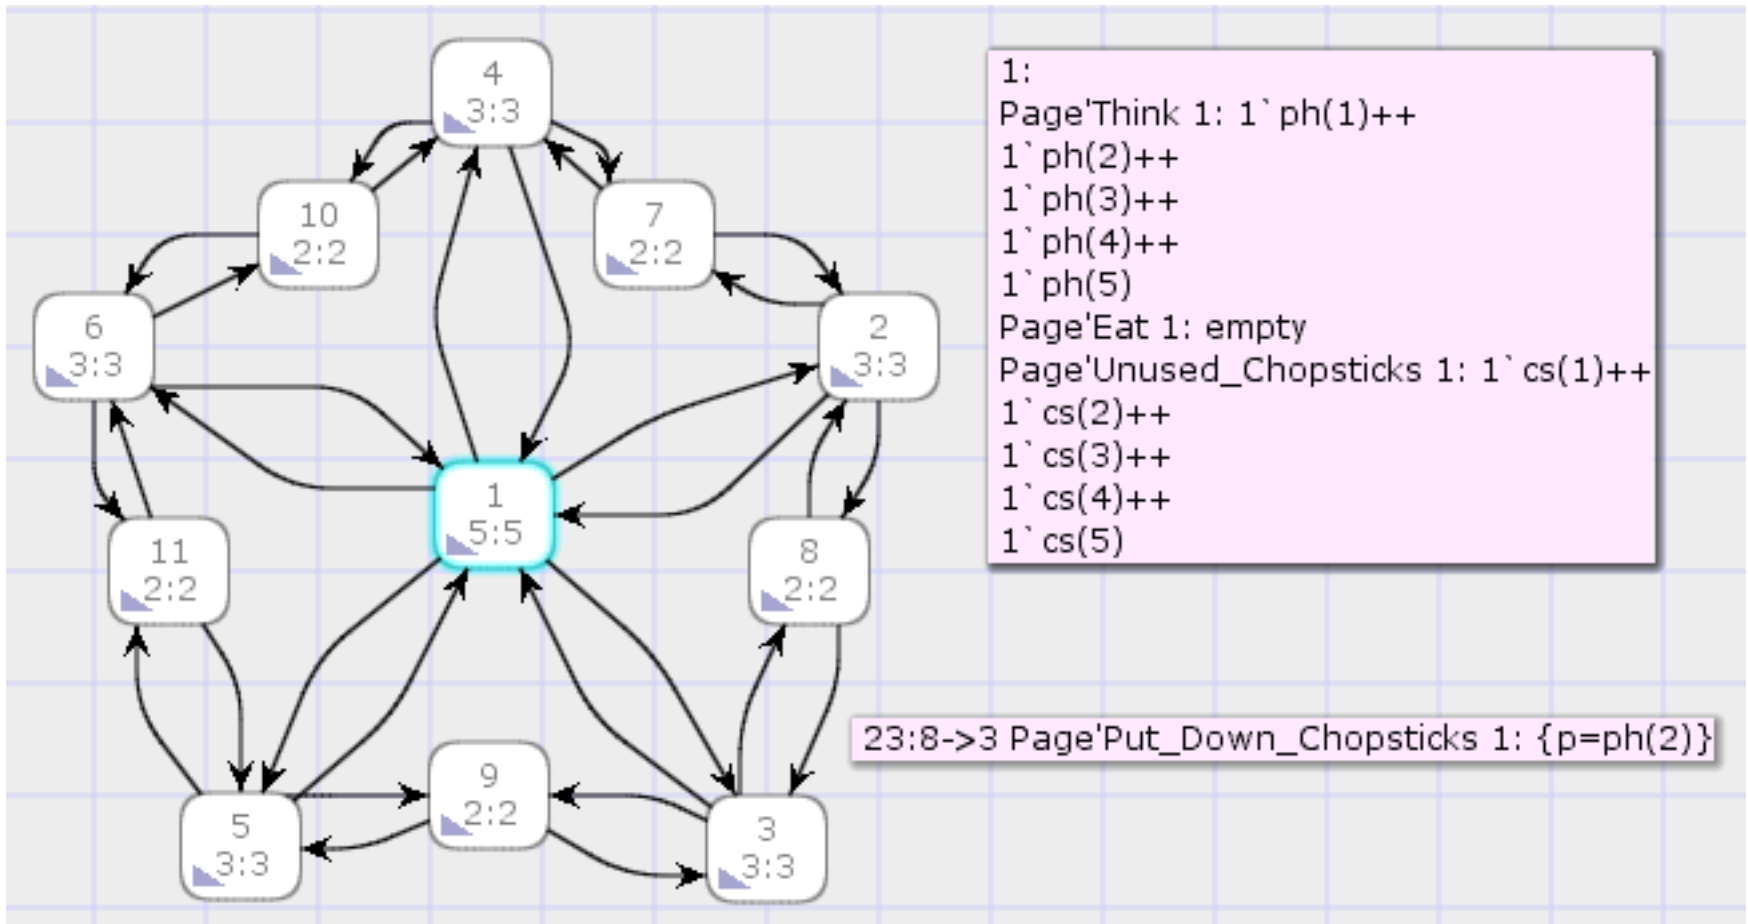 4
3:3
10
2:2
7
2:2
6
3:3
2
3:3
1
5:5
11
2:2
8
2:2
9
2:2
5
3:3
3
3:3
1:
Page'Think 1: 1`ph(1)++
1`ph(2)++
1`ph(3)++
1`ph(4)++
1`ph(5)
Page'Eat 1: empty
Page'Unused_Chopsticks 1: 1`cs(1)++
1`cs(2)++
1`cs(3)++
1`cs(4)++
1`cs(5)
23:8->3 Page'Put_Down_Chopsticks 1: {p=ph(2)}